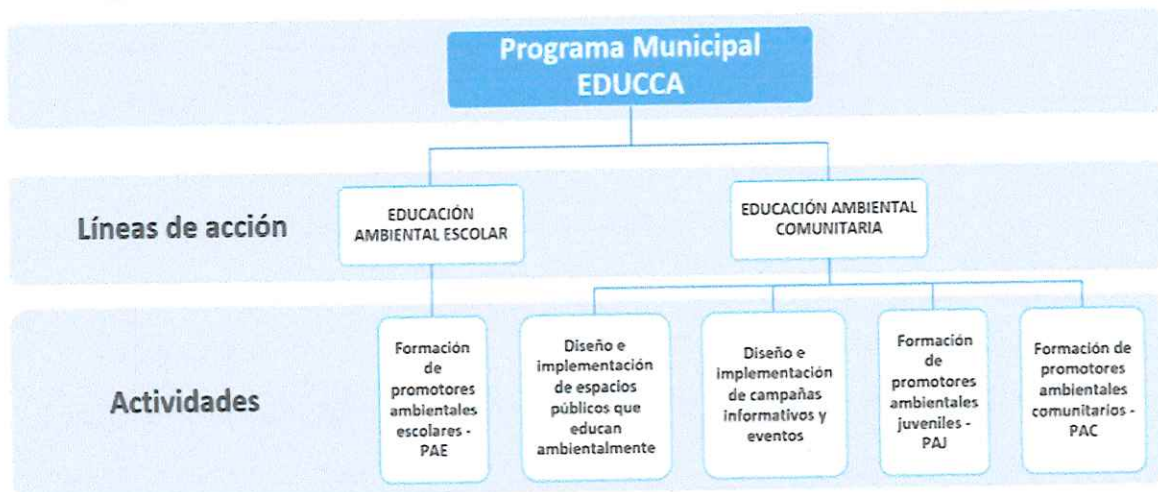 Programa Municipal
EDUCCA
Líneas de acción
EDUCACIÓN
AMBIENTAL ESCOLAR
EDUCACIÓN AMBIENTAL
COMUNITARIA
Actividades
Formación
de
promotores
ambientales
escolares -
PAE
Diseño e
implementación
de espacios
públicos que
educan
ambientalmente
Diseño e
implementación
de campañas
informativos y
eventos
Formación
de
promotores
ambientales
juveniles -
PAJ
Formación de
promotores
ambientales
comunitarios -
PAC